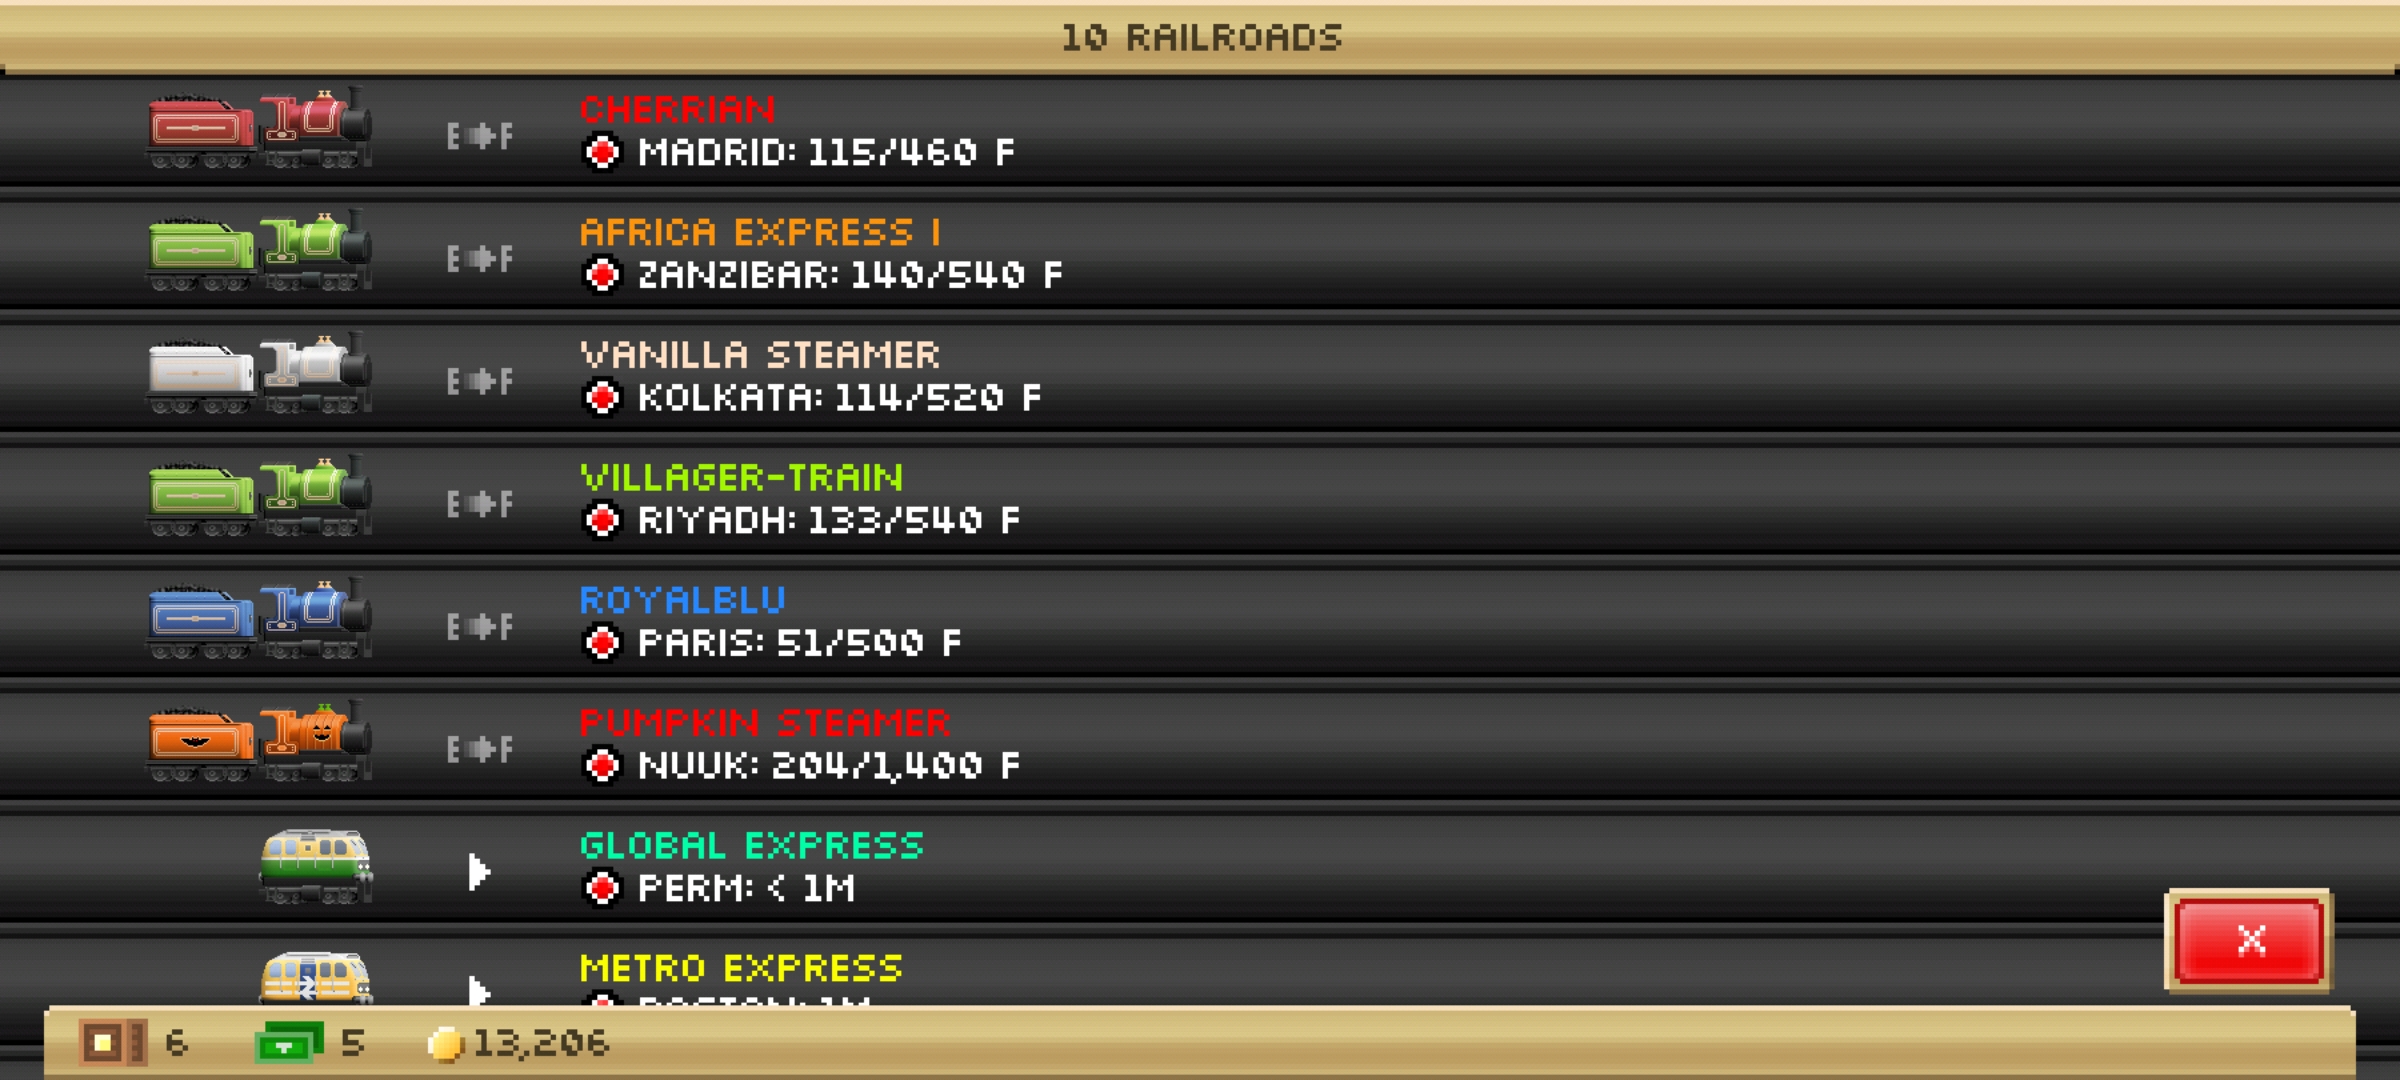 10 RAILROADS
CHERRIAN
E F MADRID: 115/460 F
AFRICA EXPRESS I
E F ZANZIBAR: 140/540 F
VANILLA STEAMER
E F KOLKATA: 114/520 F
VILLAGER-TRAIN
E F RIYADH: 133/540 F
ROYALBLU
E F PARIS: 51/500 F
PUMPKIN STEAMER
E F NUUK: 204/1,400 F
GLOBAL EXPRESS
PERM: < 1M
METRO EXPRESS
X
6 5 13,206